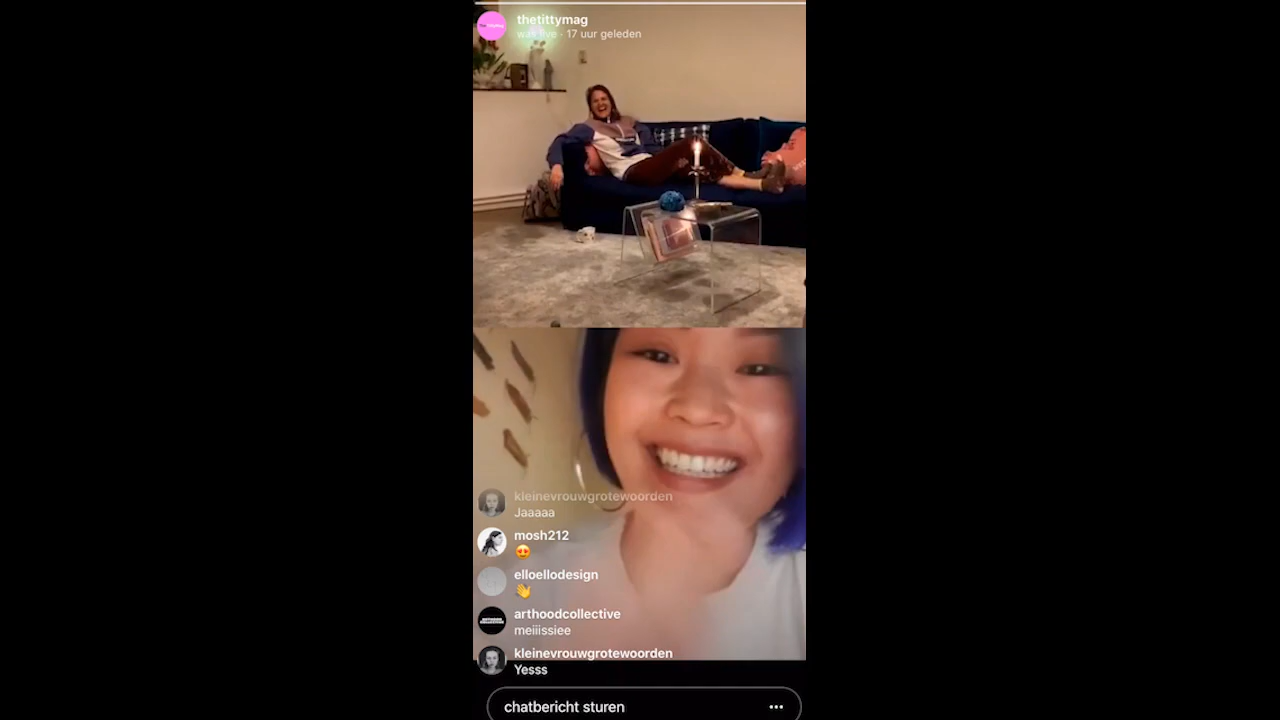 thetittymag
was live · 17 uur geleden
kleinevrouwgrotewoorden
Jaaaaa
mosh212
😍
elloellodesign
👋
arthoodcollective
meiiissiee
kleinevrouwgrotewoorden
Yesss
chatbericht sturen